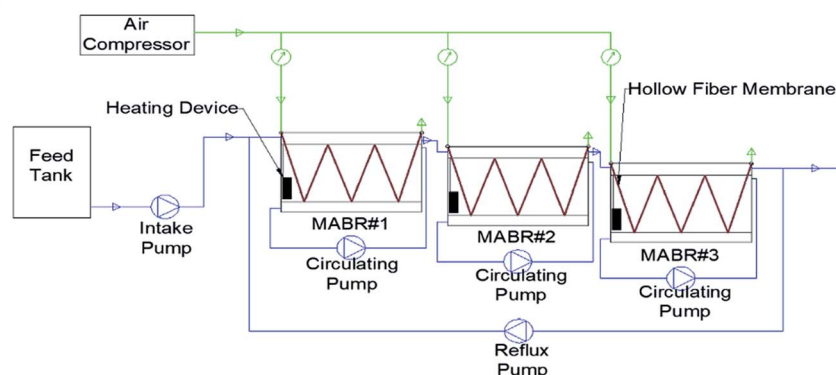 Air
Compressor
Heating Device
Hollow Fiber Membrane
Feed
Tank
Intake
Pump
MABR#1
Circulating
Pump
MABR#2
Circulating
Pump
MABR#3
Circulating
Pump
Reflux
Pump